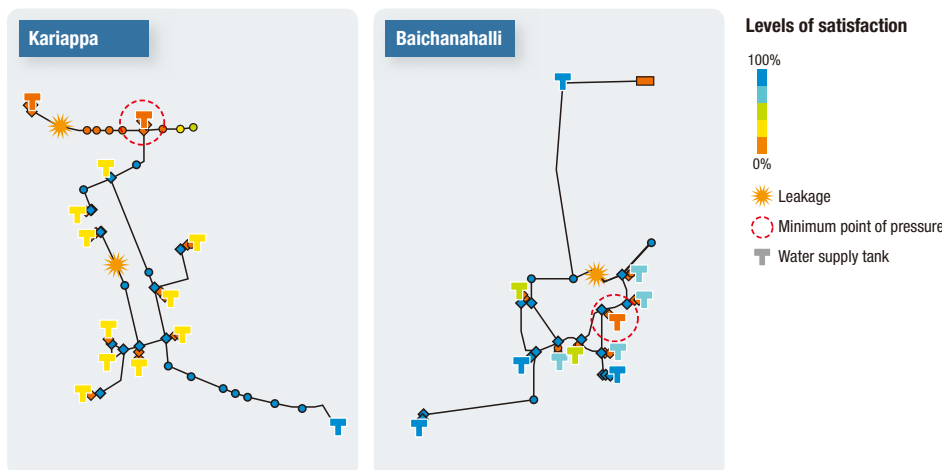 Kariappa
Baichanahalli
Levels of satisfaction
100%
0%
Leakage
Minimum point of pressure
Water supply tank